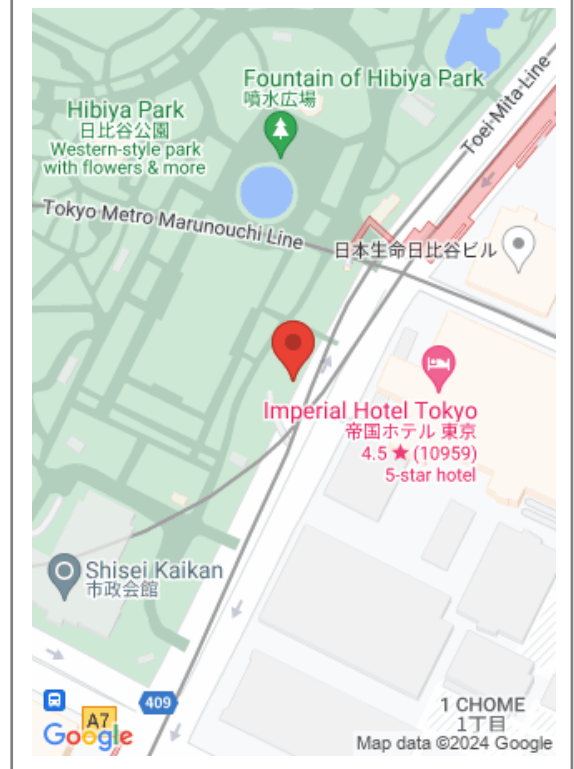 Fountain of Hibiya Park
噴水広場
Hibiya Park
日比谷公園
Western-style park
with flowers & more
Toei-Mita-Line
Tokyo Metro Marunouchi Line
日本生命日比谷ビル
Imperial Hotel Tokyo
帝国ホテル 東京
4.5 ★ (10959)
5-star hotel
Shisei Kaikan
市政会館
409
A7
1 CHOME
1丁目
Google
Map data ©2024 Google